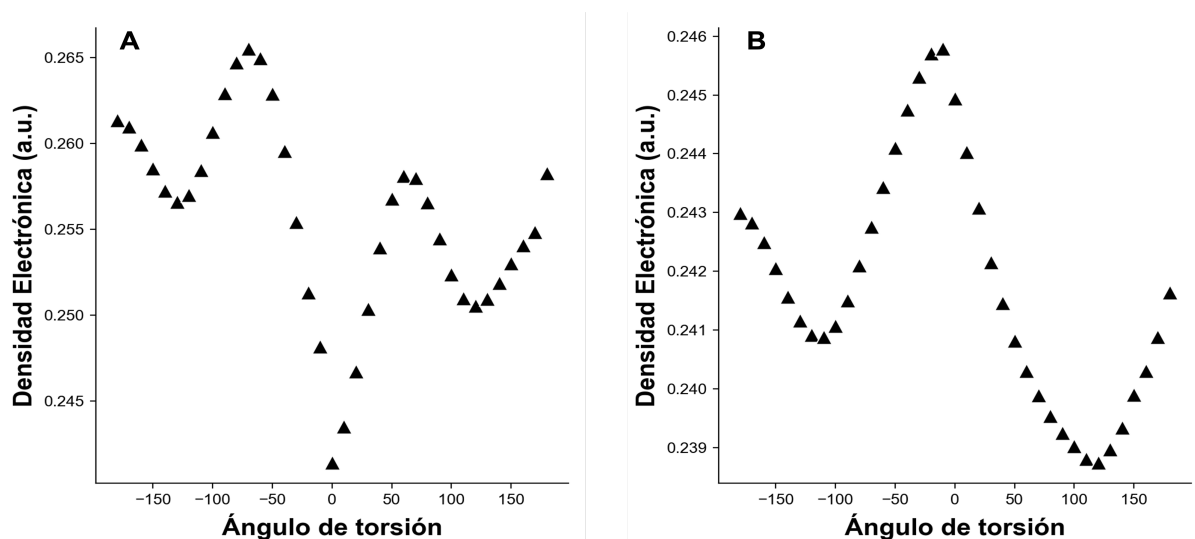 A
Densidad Electrónica (a.u.)
0.265
0.260
0.255
0.250
0.245
−150 −100 −50 0 50 100 150
Ángulo de torsión
B
Densidad Electrónica (a.u.)
0.246
0.245
0.244
0.243
0.242
0.241
0.240
0.239
−150 −100 −50 0 50 100 150
Ángulo de torsión